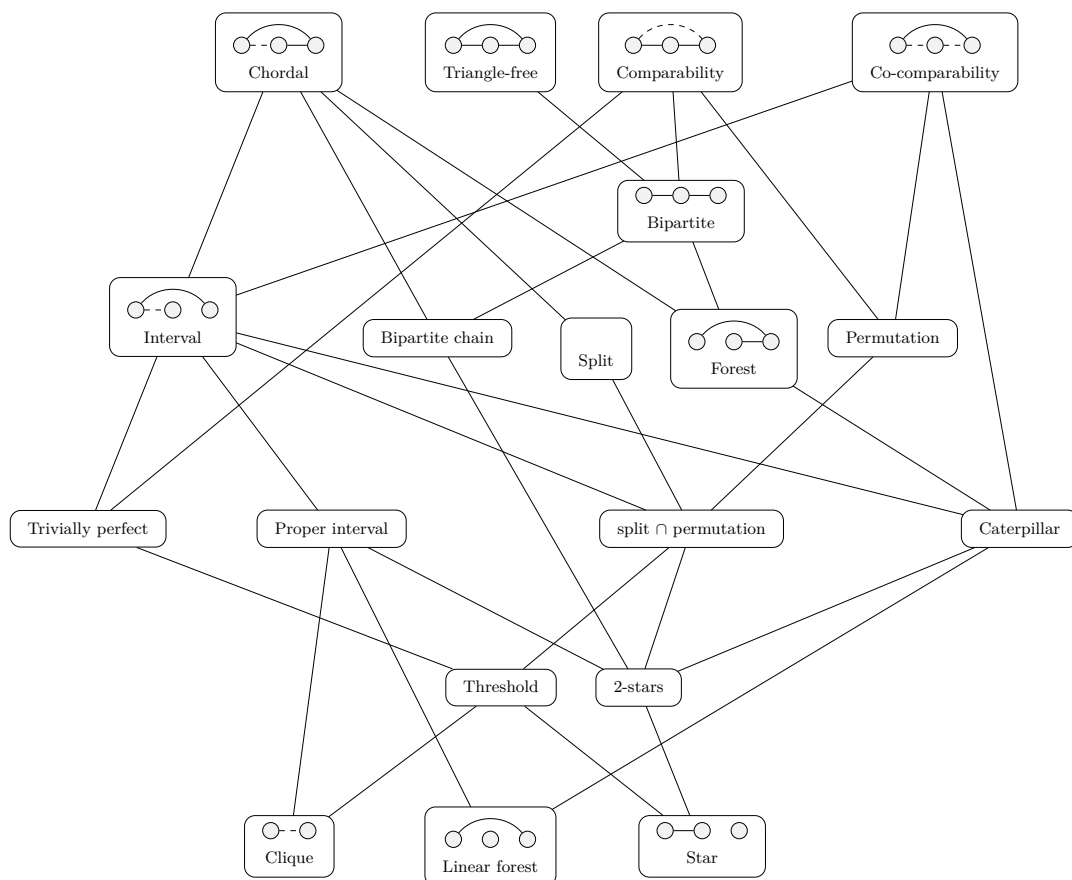 Chordal
Triangle-free
Comparability
Co-comparability
Bipartite
Interval
Bipartite chain
Split
Forest
Permutation
Trivially perfect
Proper interval
split ∩ permutation
Caterpillar
Threshold
2-stars
Clique
Linear forest
Star